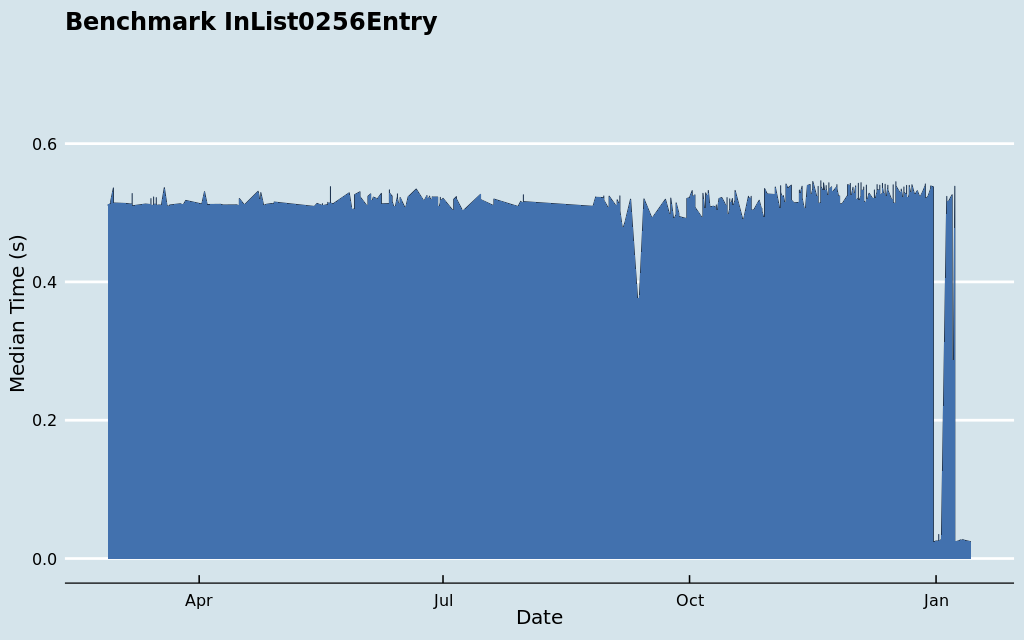 Benchmark InList0256Entry
0.6
0.4
0.2
0.0
Median Time (s)
Apr
Jul
Oct
Jan
Date